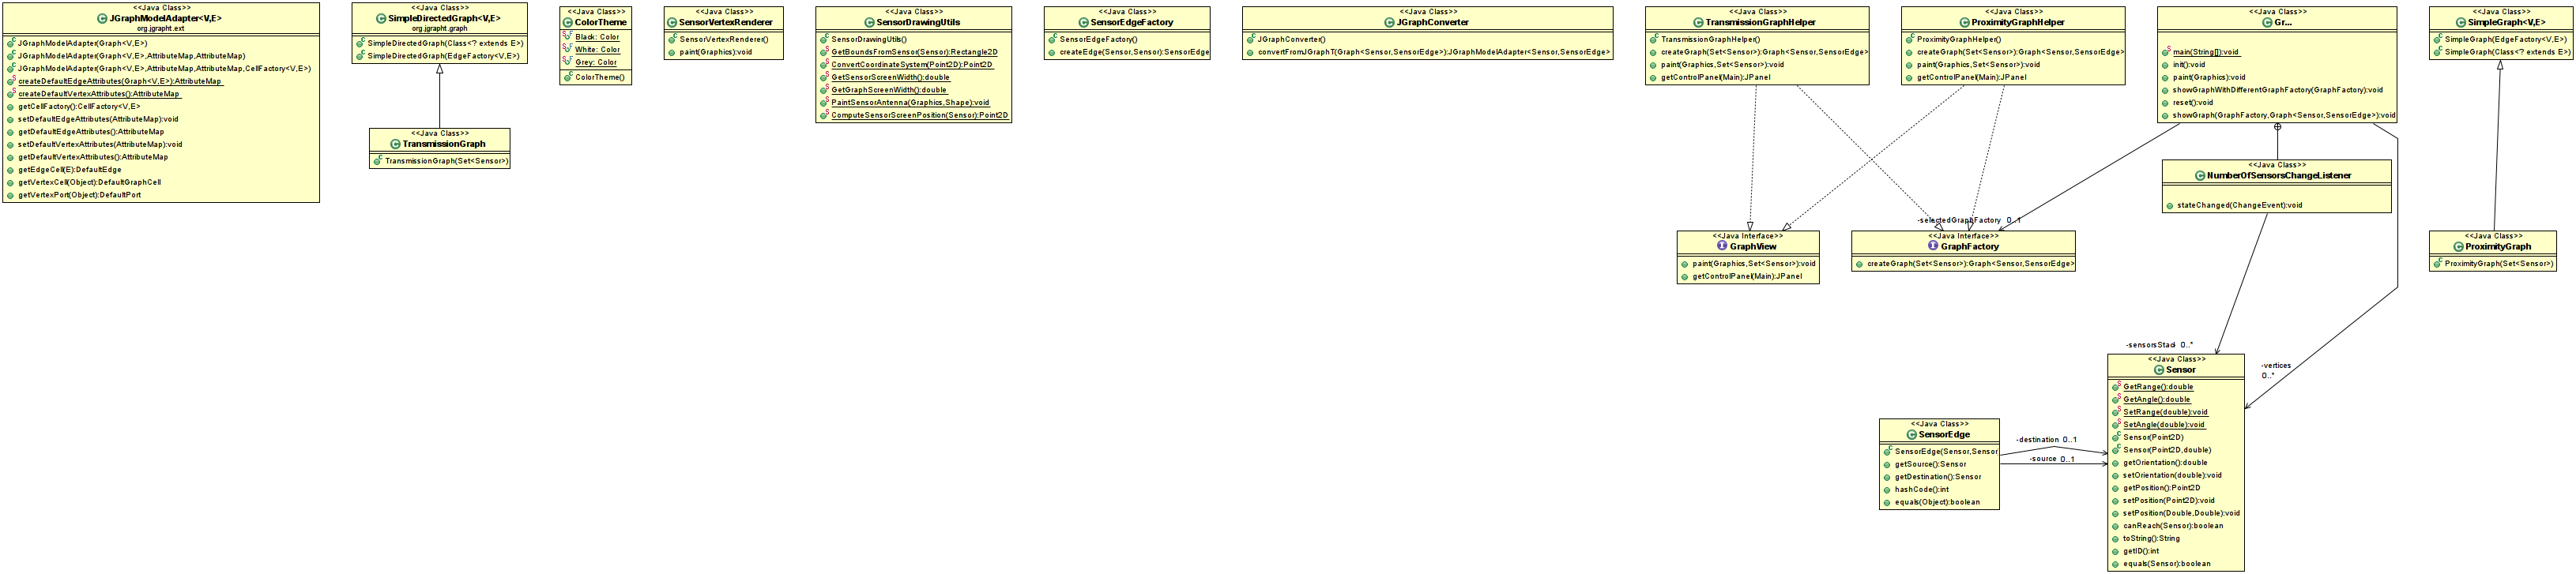 <<Java Class>>
JGraphModelAdapter<V,E>
org.jgrapht.ext
JGraphModelAdapter(Graph<V,E>)
JGraphModelAdapter(Graph<V,E>,AttributeMap,AttributeMap)
JGraphModelAdapter(Graph<V,E>,AttributeMap,AttributeMap,CellFactory<V,E>)
createDefaultEdgeAttributes(Graph<V,E>):AttributeMap
createDefaultVertexAttributes():AttributeMap
getCellFactory():CellFactory<V,E>
setDefaultEdgeAttributes(AttributeMap):void
getDefaultEdgeAttributes():AttributeMap
setDefaultVertexAttributes(AttributeMap):void
getDefaultVertexAttributes():AttributeMap
getEdgeCell(E):DefaultEdge
getVertexCell(Object):DefaultGraphCell
getVertexPort(Object):DefaultPort
<<Java Class>>
SimpleDirectedGraph<V,E>
org.jgrapht.graph
SimpleDirectedGraph(Class<? extends E>)
SimpleDirectedGraph(EdgeFactory<V,E>)
<<Java Class>>
TransmissionGraph
TransmissionGraph(Set<Sensor>)
<<Java Class>>
ColorTheme
Black: Color
White: Color
Grey: Color
ColorTheme()
<<Java Class>>
SensorVertexRenderer
SensorVertexRenderer()
paint(Graphics):void
<<Java Class>>
SensorDrawingUtils
SensorDrawingUtils()
GetBoundsFromSensor(Sensor):Rectangle2D
ConvertCoordinateSystem(Point2D):Point2D
GetSensorScreenWidth():double
GetGraphScreenWidth():double
PaintSensorAntenna(Graphics,Shape):void
ComputeSensorScreenPosition(Sensor):Point2D
<<Java Class>>
SensorEdgeFactory
SensorEdgeFactory()
createEdge(Sensor,Sensor):SensorEdge
<<Java Class>>
JGraphConverter
JGraphConverter()
convertFromJGraphT(Graph<Sensor,SensorEdge>):JGraphModelAdapter<Sensor,SensorEdge>
<<Java Class>>
TransmissionGraphHelper
TransmissionGraphHelper()
createGraph(Set<Sensor>):Graph<Sensor,SensorEdge>
paint(Graphics,Set<Sensor>):void
getControlPanel(Main):JPanel
<<Java Class>>
ProximityGraphHelper
ProximityGraphHelper()
createGraph(Set<Sensor>):Graph<Sensor,SensorEdge>
paint(Graphics,Set<Sensor>):void
getControlPanel(Main):JPanel
<<Java Class>>
Gr...
main(String[]):void
init():void
paint(Graphics):void
showGraphWithDifferentGraphFactory(GraphFactory):void
reset():void
showGraph(GraphFactory,Graph<Sensor,SensorEdge>):void
<<Java Class>>
SimpleGraph<V,E>
SimpleGraph(EdgeFactory<V,E>)
SimpleGraph(Class<? extends E>)
<<Java Class>>
NumberOfSensorsChangeListener
stateChanged(ChangeEvent):void
-selectedGraphFactory 0..1
<<Java Interface>>
GraphView
paint(Graphics,Set<Sensor>):void
getControlPanel(Main):JPanel
<<Java Interface>>
GraphFactory
createGraph(Set<Sensor>):Graph<Sensor,SensorEdge>
<<Java Class>>
ProximityGraph
ProximityGraph(Set<Sensor>)
-sensorsStack 0..*
-vertices
0..*
<<Java Class>>
Sensor
GetRange():double
GetAngle():double
SetRange(double):void
SetAngle(double):void
Sensor(Point2D)
Sensor(Point2D,double)
getOrientation():double
setOrientation(double):void
getPosition():Point2D
setPosition(Point2D):void
setPosition(Double,Double):void
canReach(Sensor):boolean
toString():String
getID():int
equals(Sensor):boolean
<<Java Class>>
SensorEdge
SensorEdge(Sensor,Sensor
getSource():Sensor
getDestination():Sensor
hashCode():int
equals(Object):boolean
-destination 0..1
-source 0..1